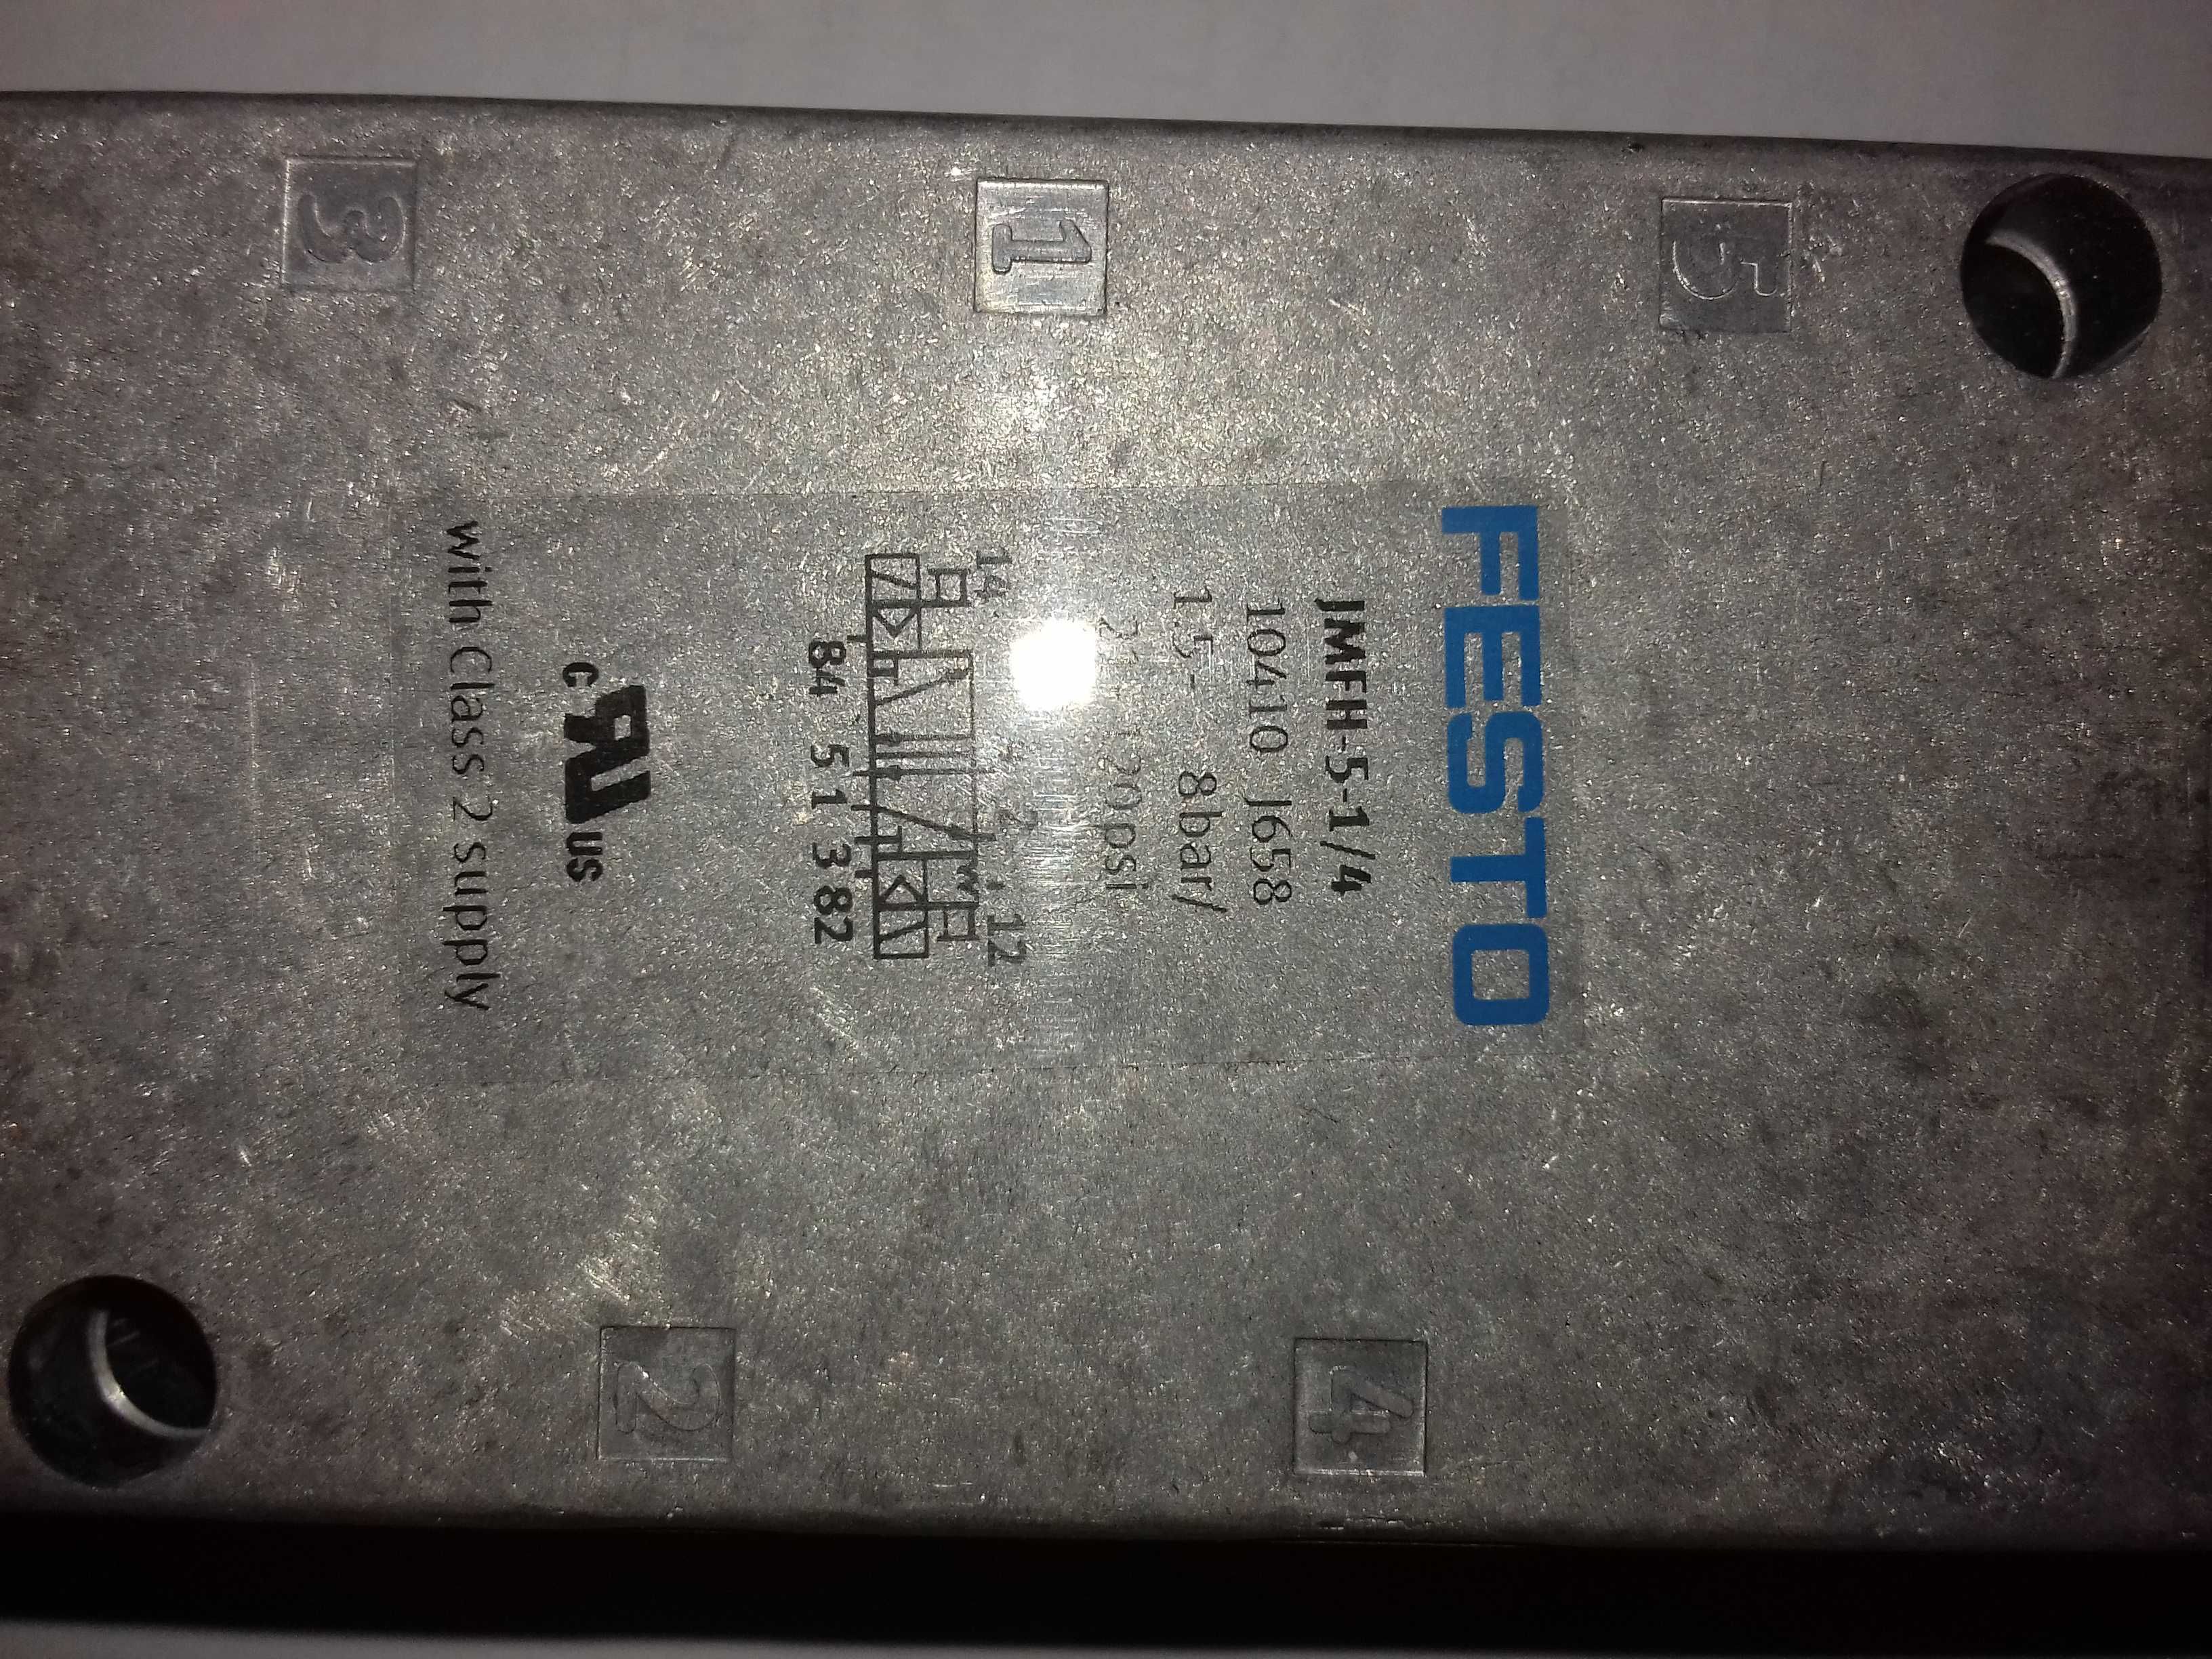 FESTO
JMFH-5-1/4
10410 J658
1.5- 8bar/
120psi
14 2 12
84 5 1 3 82
c US
with Class 2 supply
5
1
3
4
2